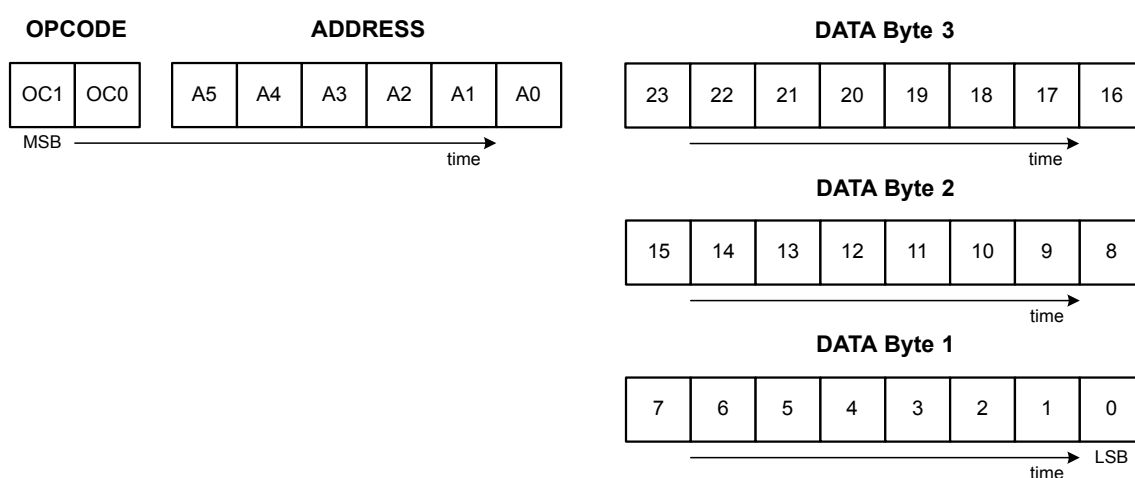 OPCODE ADDRESS DATA Byte 3
OC1 OC0 A5 A4 A3 A2 A1 A0 23 22 21 20 19 18 17 16
MSB time time
DATA Byte 2
15 14 13 12 11 10 9 8
time
DATA Byte 1
7 6 5 4 3 2 1 0
time LSB